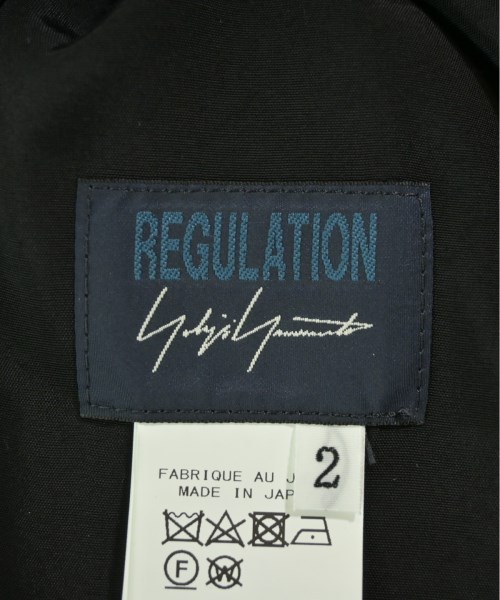 REGULATION
Yohji Yamamoto
2
FABRIQUE AU J
MADE IN JAP
F
W